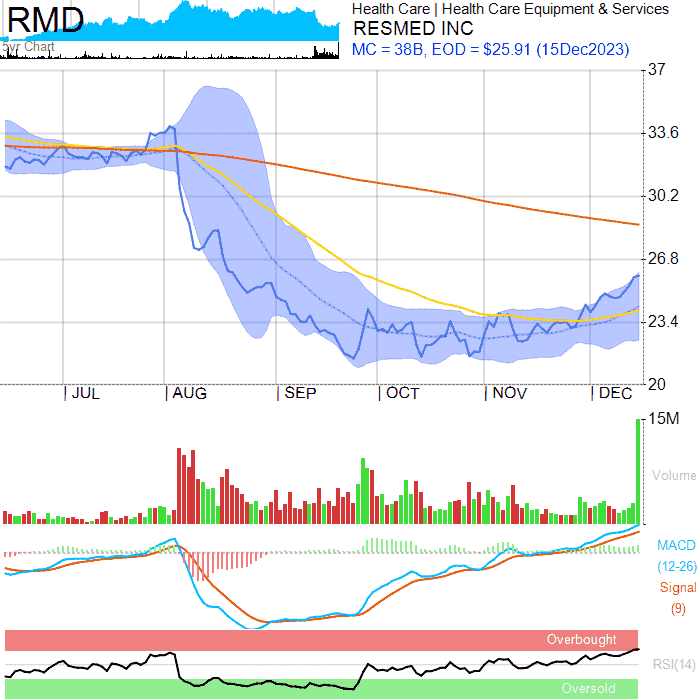 RMD
5yr Chart
Health Care | Health Care Equipment & Services
RESMED INC
MC = 38B, EOD = $25.91 (15Dec2023)
37
33.6
30.2
26.8
23.4
20
JUL AUG SEP OCT NOV DEC
15M
Volume
MACD
(12-26)
Signal
(9)
Overbought
RSI(14)
Oversold